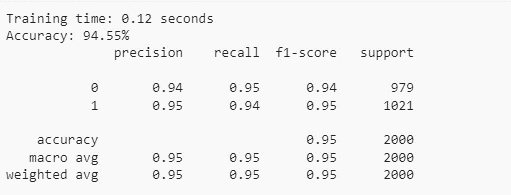 Training time: 0.12 seconds
Accuracy: 94.55%
precision recall f1-score support
0 0.94 0.95 0.94 979
1 0.95 0.94 0.95 1021
accuracy 0.95 2000
macro avg 0.95 0.95 0.95 2000
weighted avg 0.95 0.95 0.95 2000